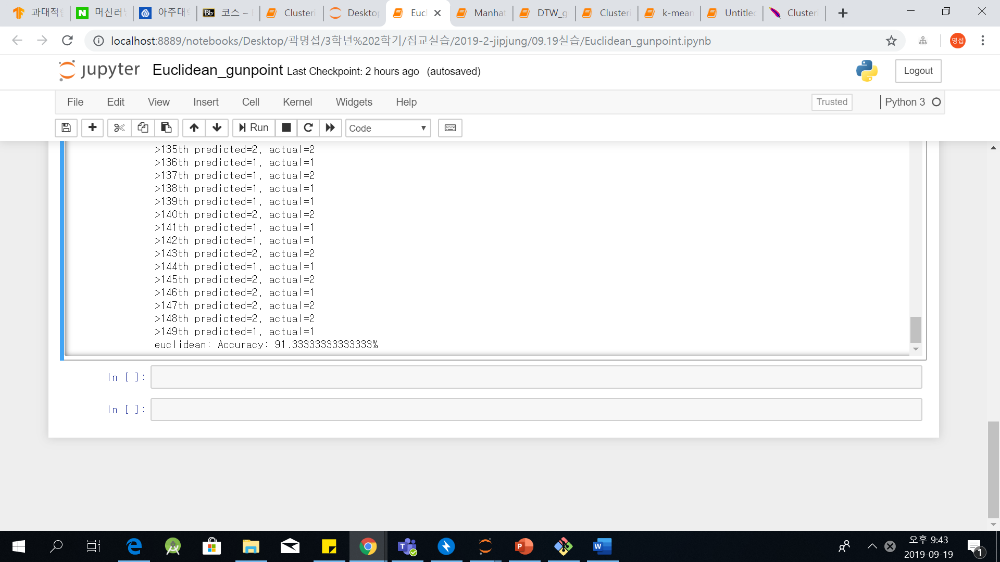 과대적합
머신러닝
아주대학
Bb 코스 –
Clusteri
Desktop
Eucl
Manhat
DTW_g
Clusteri
k-mean
Untitled
Clusteri
localhost:8889/notebooks/Desktop/곽명섭/3학년%202학기/집교실습/2019-2-jipjung/09.19실습/Euclidean_gunpoint.ipynb
명섭
jupyter Euclidean_gunpoint Last Checkpoint: 2 hours ago (autosaved)
Logout
File Edit View Insert Cell Kernel Widgets Help
Trusted
Python 3
Run
Code
>135th predicted=2, actual=2
>136th predicted=1, actual=1
>137th predicted=1, actual=2
>138th predicted=1, actual=1
>139th predicted=1, actual=1
>140th predicted=2, actual=2
>141th predicted=1, actual=1
>142th predicted=1, actual=1
>143th predicted=2, actual=2
>144th predicted=1, actual=1
>145th predicted=2, actual=2
>146th predicted=2, actual=1
>147th predicted=2, actual=2
>148th predicted=2, actual=2
>149th predicted=1, actual=1
euclidean: Accuracy: 91.33333333333333%
In [ ]:
In [ ]:
오후 9:43
2019-09-19
1